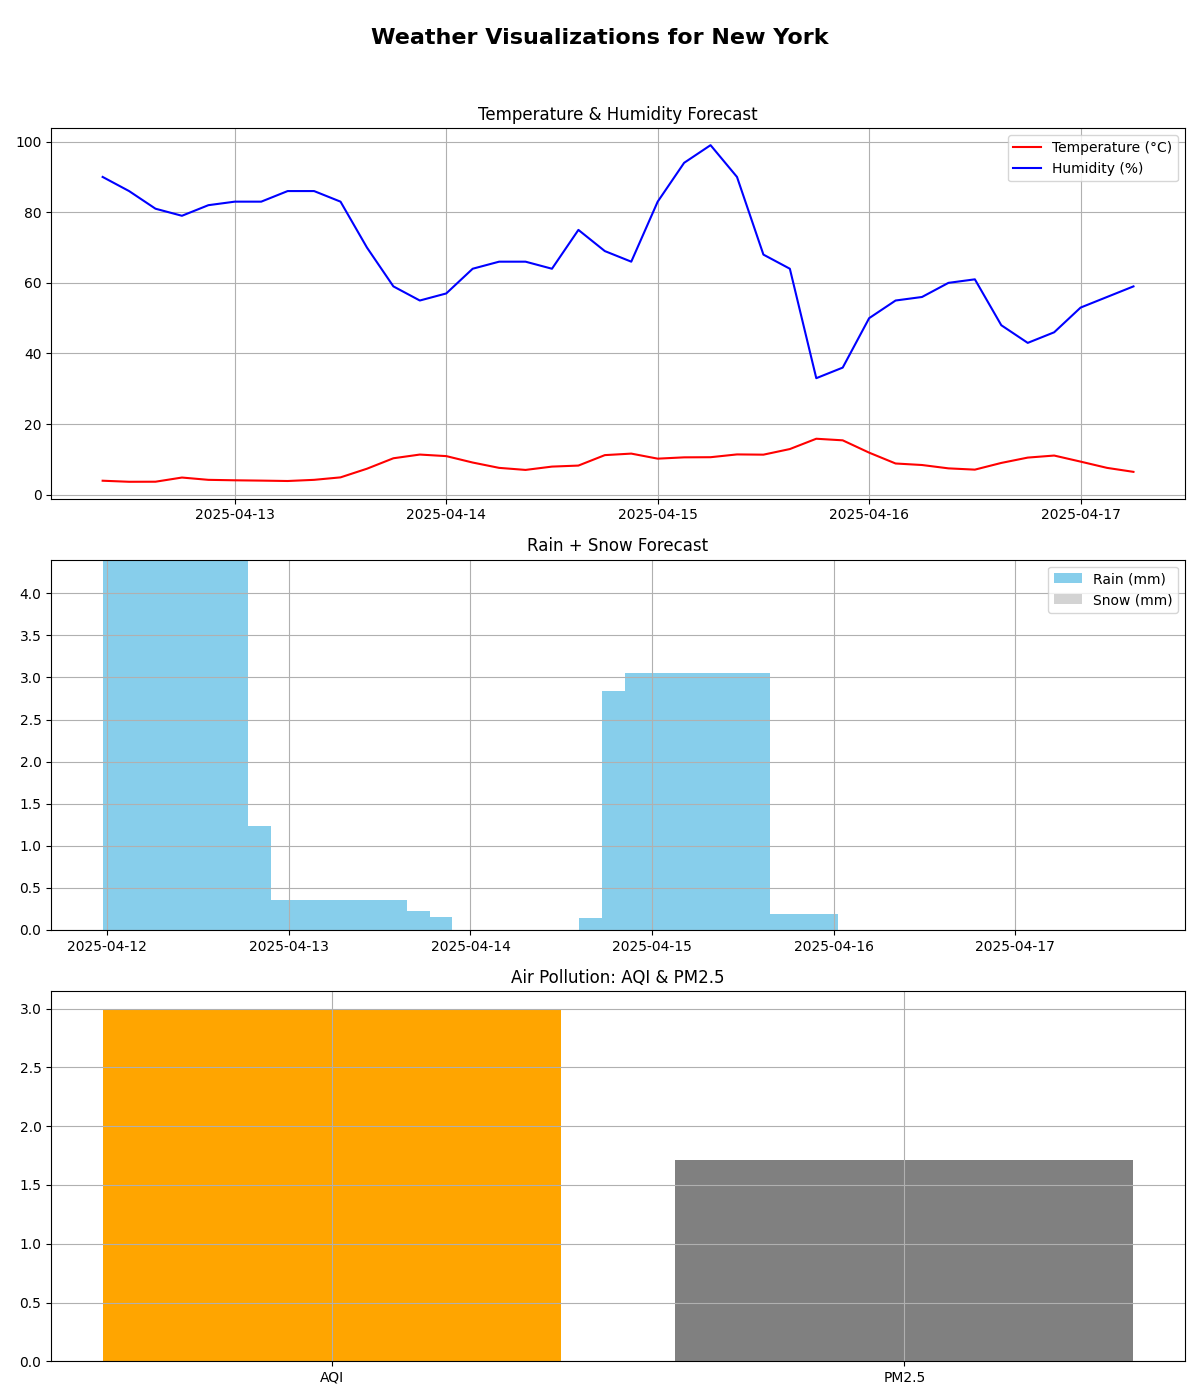 Weather Visualizations for New York
Temperature & Humidity Forecast
Temperature (°C)
Humidity (%)
100
80
60
40
20
0
2025-04-13 2025-04-14 2025-04-15 2025-04-16 2025-04-17
Rain + Snow Forecast
Rain (mm)
Snow (mm)
4.0
3.5
3.0
2.5
2.0
1.5
1.0
0.5
0.0
2025-04-12 2025-04-13 2025-04-14 2025-04-15 2025-04-16 2025-04-17
Air Pollution: AQI & PM2.5
3.0
2.5
2.0
1.5
1.0
0.5
0.0
AQI PM2.5